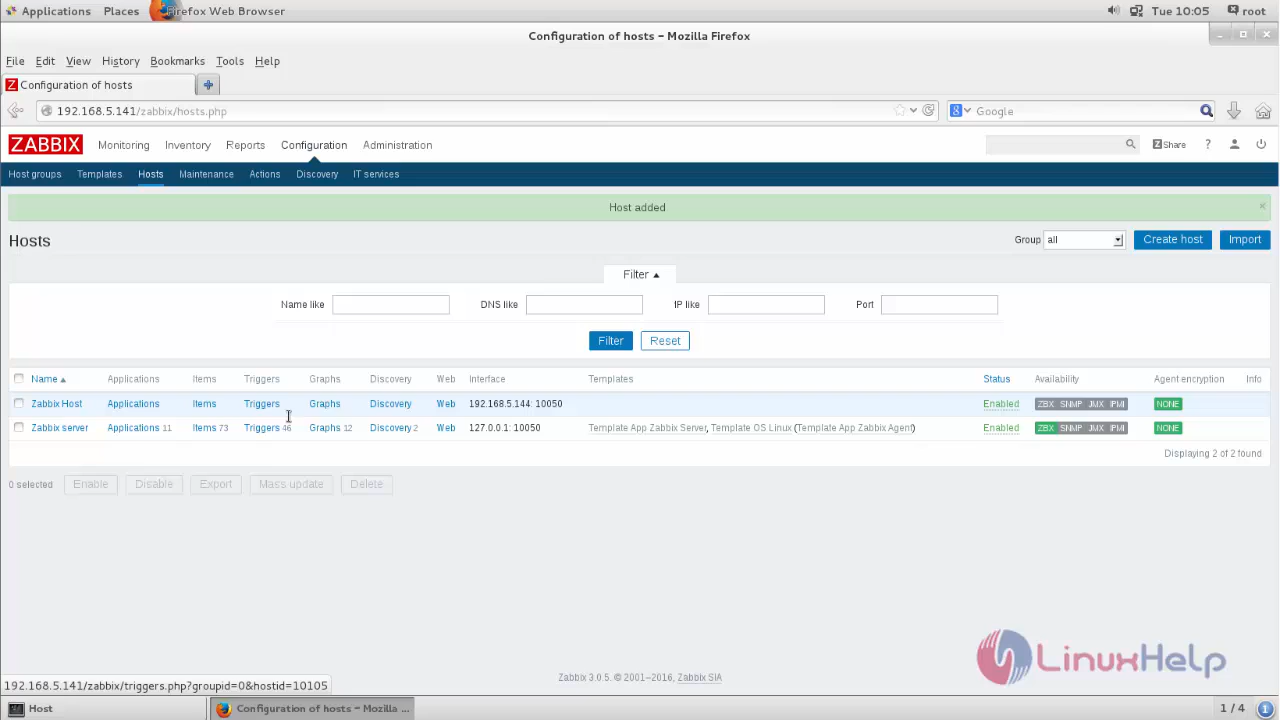 Applications Places Firefox Web Browser Tue 10:05 root
Configuration of hosts - Mozilla Firefox
File Edit View History Bookmarks Tools Help
Z Configuration of hosts
192.168.5.141/zabbix/hosts.php Google
ZABBIX Monitoring Inventory Reports Configuration Administration Z Share ?
Host groups Templates Hosts Maintenance Actions Discovery IT services
Host added
Hosts Group all Create host Import
Filter
Name like DNS like IP like Port
Filter Reset
Name Applications Items Triggers Graphs Discovery Web Interface Templates Status Availability Agent encryption Info
Zabbix Host Applications Items Triggers Graphs Discovery Web 192.168.5.144: 10050 Enabled ZBX SNMP JMX IPMI NONE
Zabbix server Applications 11 Items 73 Triggers 46 Graphs 12 Discovery 2 Web 127.0.0.1: 10050 Template App Zabbix Server, Template OS Linux (Template App Zabbix Agent) Enabled ZBX SNMP JMX IPMI NONE
Displaying 2 of 2 found
0 selected Enable Disable Export Mass update Delete
LinuxHelp
Zabbix 3.0.5. © 2001–2016, Zabbix SIA
192.168.5.141/zabbix/triggers.php?groupid=0&hostid=10105
Host Configuration of hosts - Mozilla ... 1 / 4 1